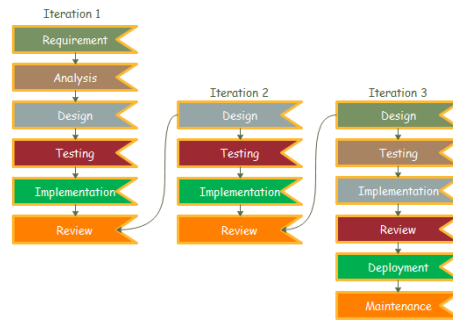 Iteration 1
Requirement
Analysis
Design
Testing
Implementation
Review
Iteration 2
Design
Testing
Implementation
Review
Iteration 3
Design
Testing
Implementation
Review
Deployment
Maintenance